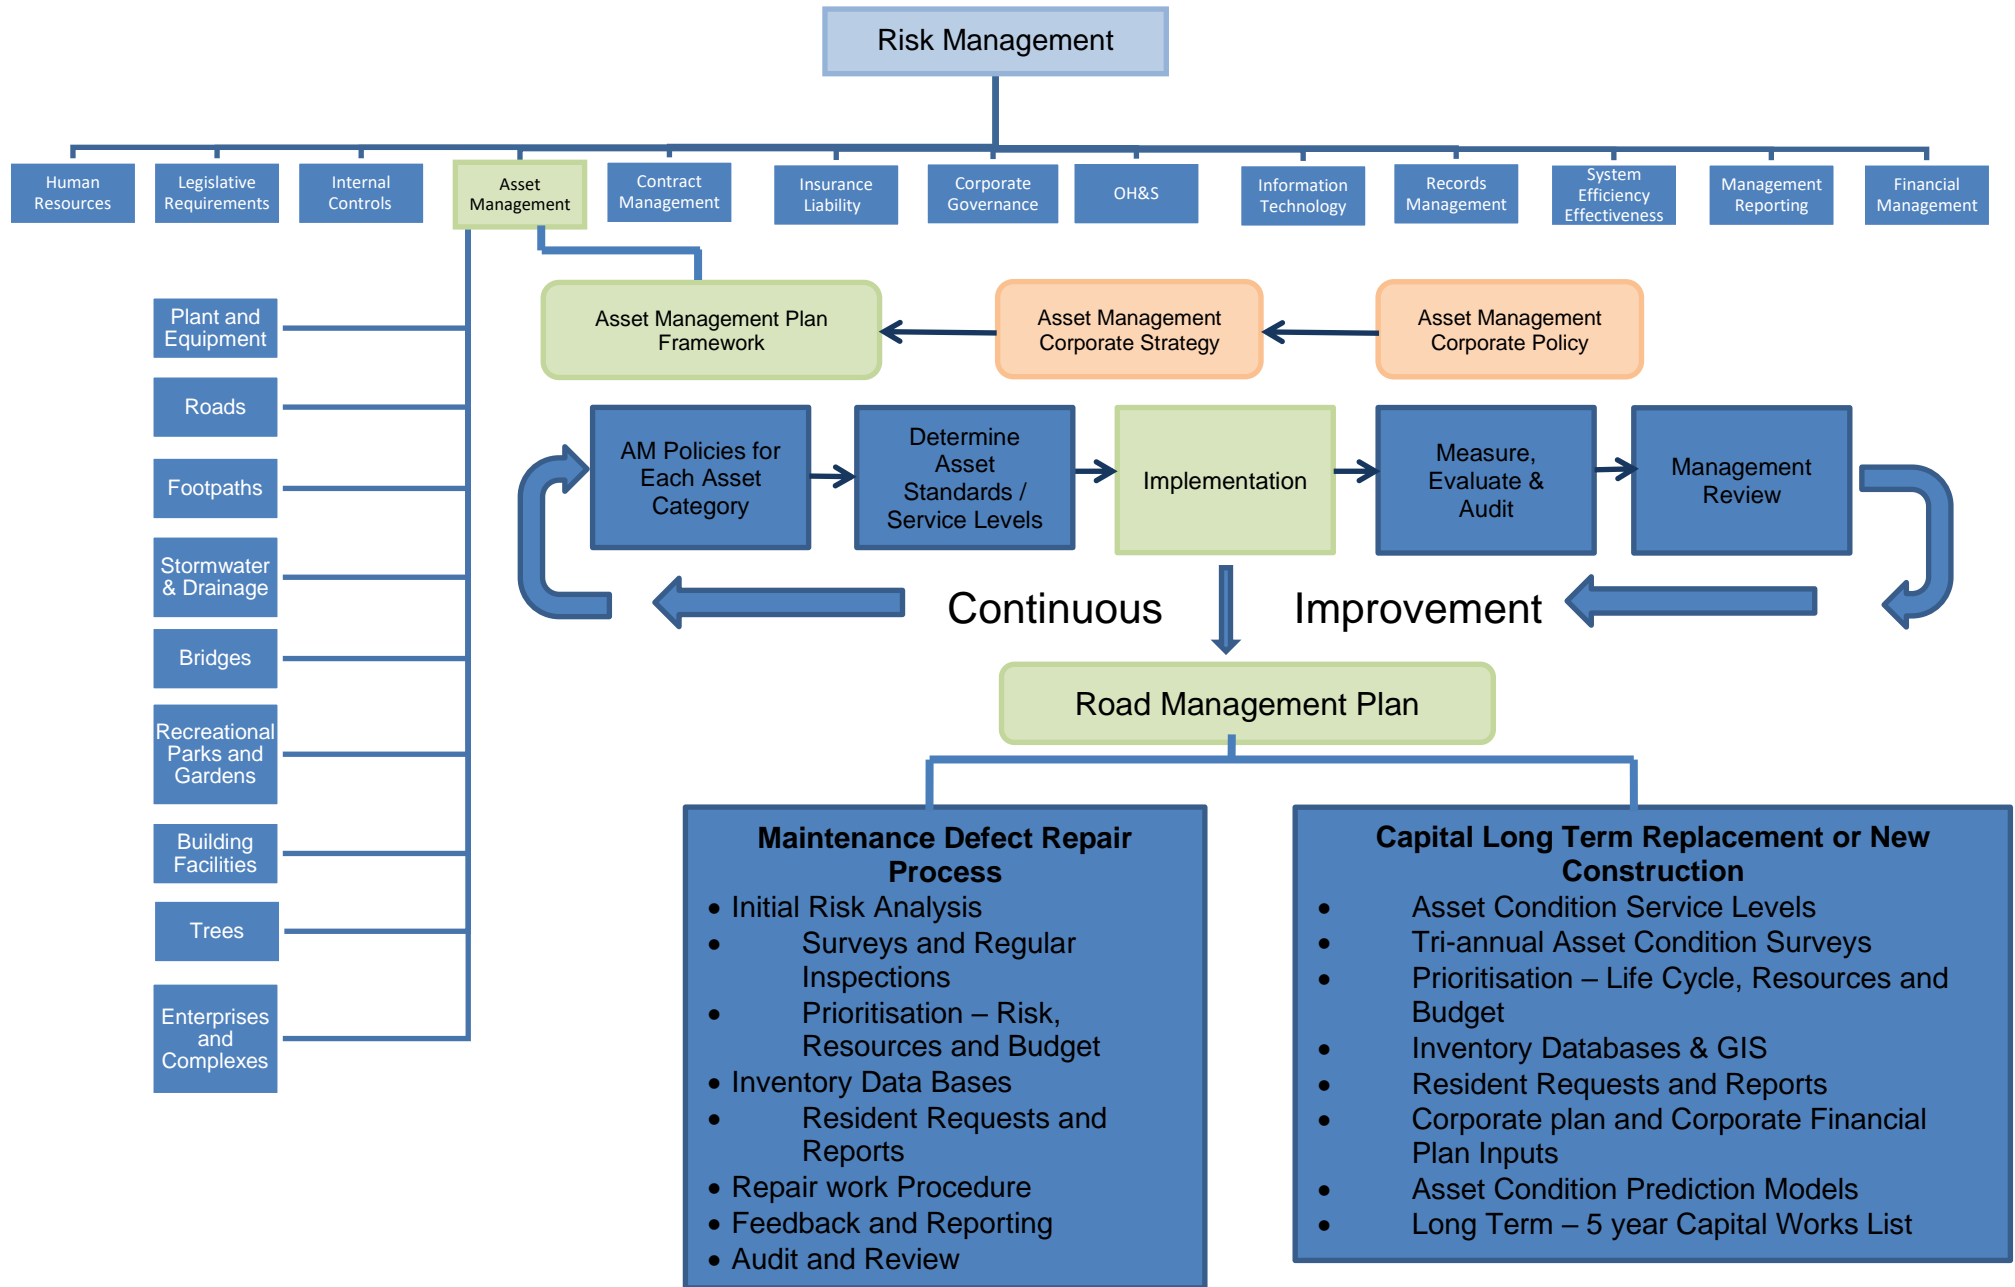 Risk Management
Human
Resources
Legislative
Requirements
Internal
Controls
Asset
Management
Contract
Management
Insurance
Liability
Corporate
Governance
OH&S
Information
Technology
Records
Management
System
Efficiency
Effectiveness
Management
Reporting
Financial
Management
Plant and
Equipment
Roads
Footpaths
Stormwater
& Drainage
Bridges
Recreational
Parks and
Gardens
Building
Facilities
Trees
Enterprises
and
Complexes
Asset Management Plan
Framework
Asset Management
Corporate Strategy
Asset Management
Corporate Policy
AM Policies for
Each Asset
Category
Determine
Asset
Standards /
Service Levels
Implementation
Measure,
Evaluate &
Audit
Management
Review
Continuous Improvement
Road Management Plan
Maintenance Defect Repair
Process
• Initial Risk Analysis
• Surveys and Regular
Inspections
• Prioritisation – Risk,
Resources and Budget
• Inventory Data Bases
• Resident Requests and
Reports
• Repair work Procedure
• Feedback and Reporting
• Audit and Review
Capital Long Term Replacement or New
Construction
• Asset Condition Service Levels
• Tri-annual Asset Condition Surveys
• Prioritisation – Life Cycle, Resources and
Budget
• Inventory Databases & GIS
• Resident Requests and Reports
• Corporate plan and Corporate Financial
Plan Inputs
• Asset Condition Prediction Models
• Long Term – 5 year Capital Works List